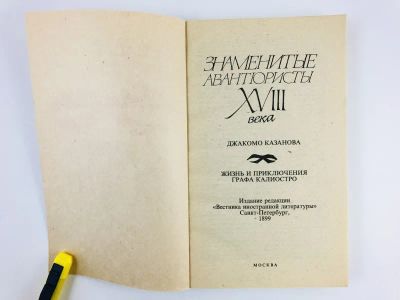 ЗНАМЕНИТЫЕ
АВАНТЮРИСТЫ
XVIII
века
ДЖАКОМО КАЗАНОВА
ЖИЗНЬ И ПРИКЛЮЧЕНИЯ
ГРАФА КАЛИОСТРО
Издание редакции
«Вестника иностранной литературы»
Санкт-Петербург,
1899
МОСКВА